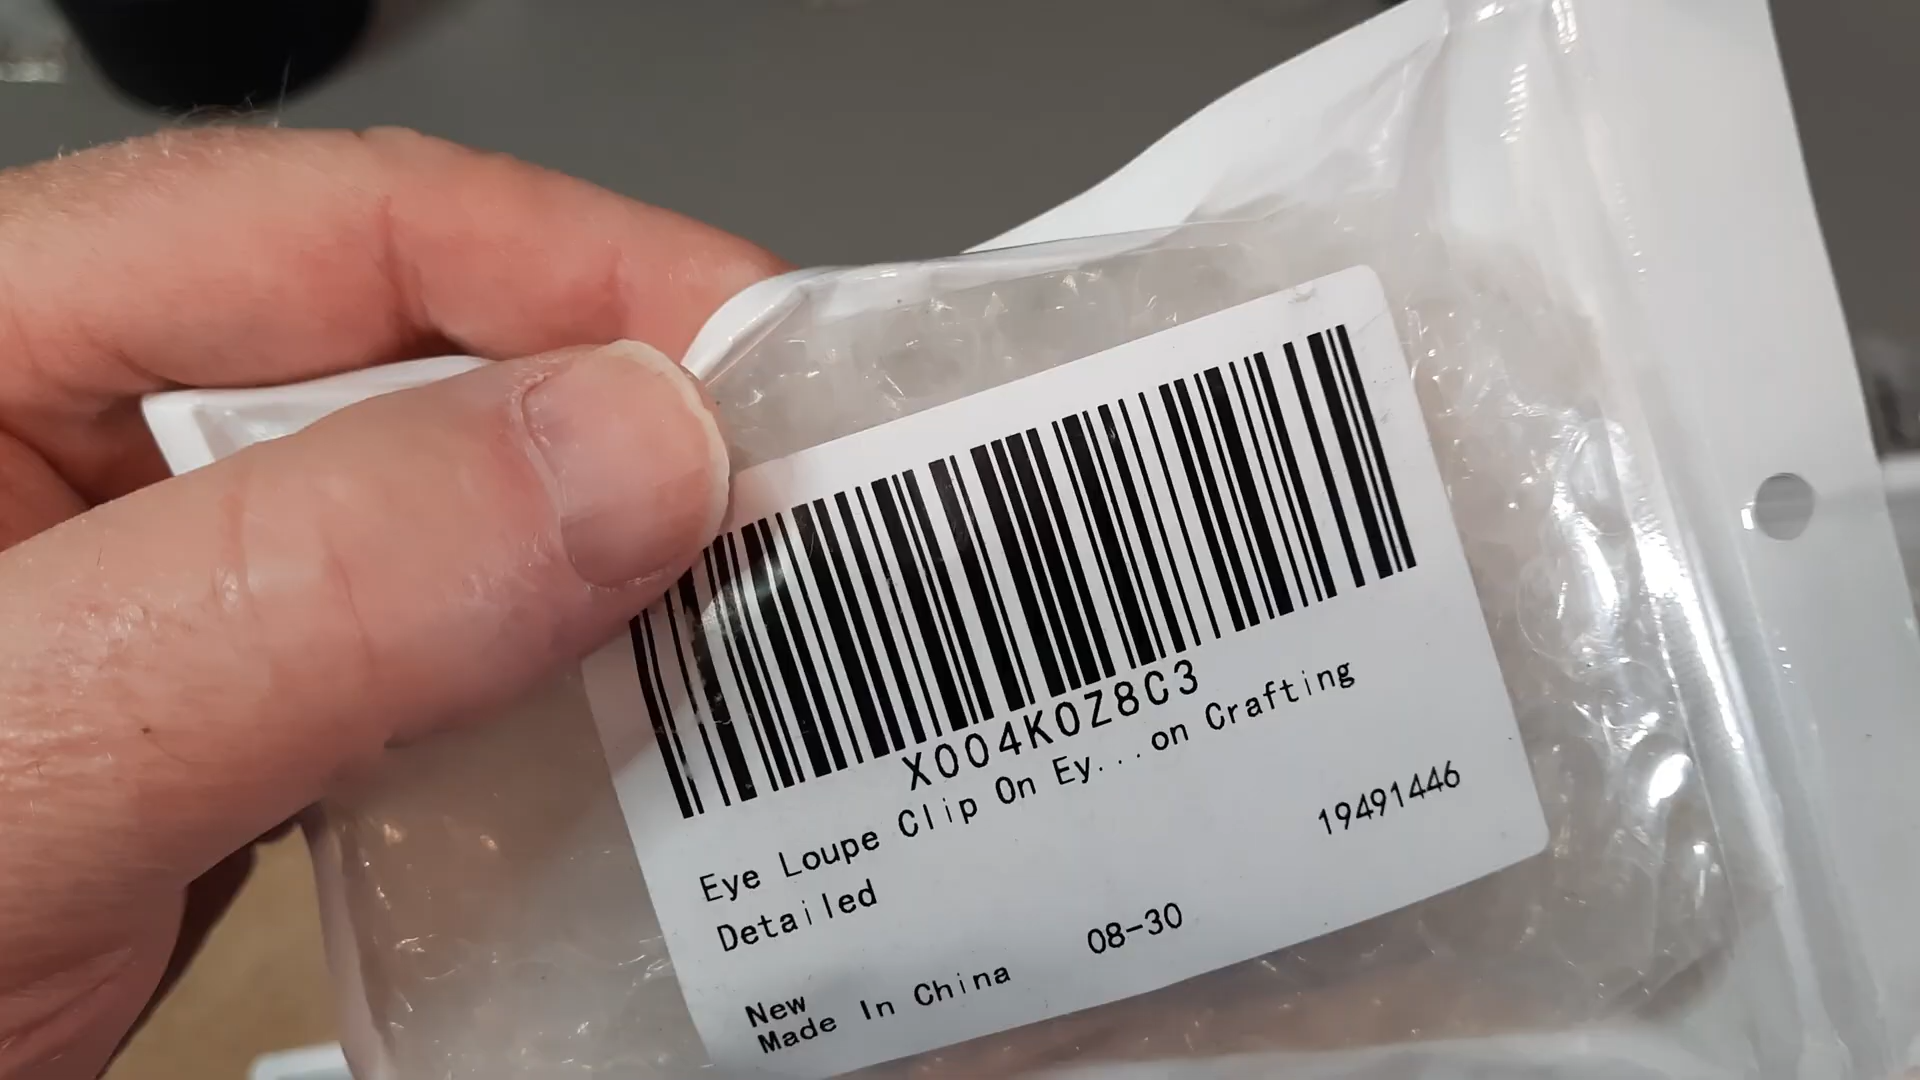 X004K0Z8C3
Eye Loupe Clip On Ey...on Crafting
Detailed
19491446
New
08-30
Made In China